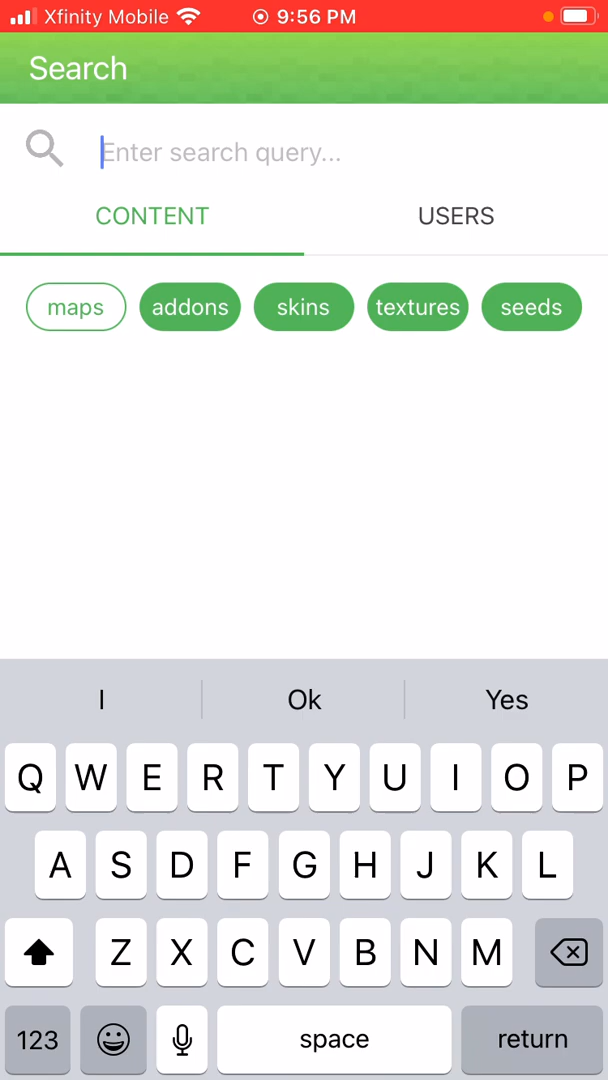 Xfinity Mobile 9:56 PM
Search
Enter search query...
CONTENT USERS
maps addons skins textures seeds
I Ok Yes
Q W E R T Y U I O P
A S D F G H J K L
Z X C V B N M
123 space return